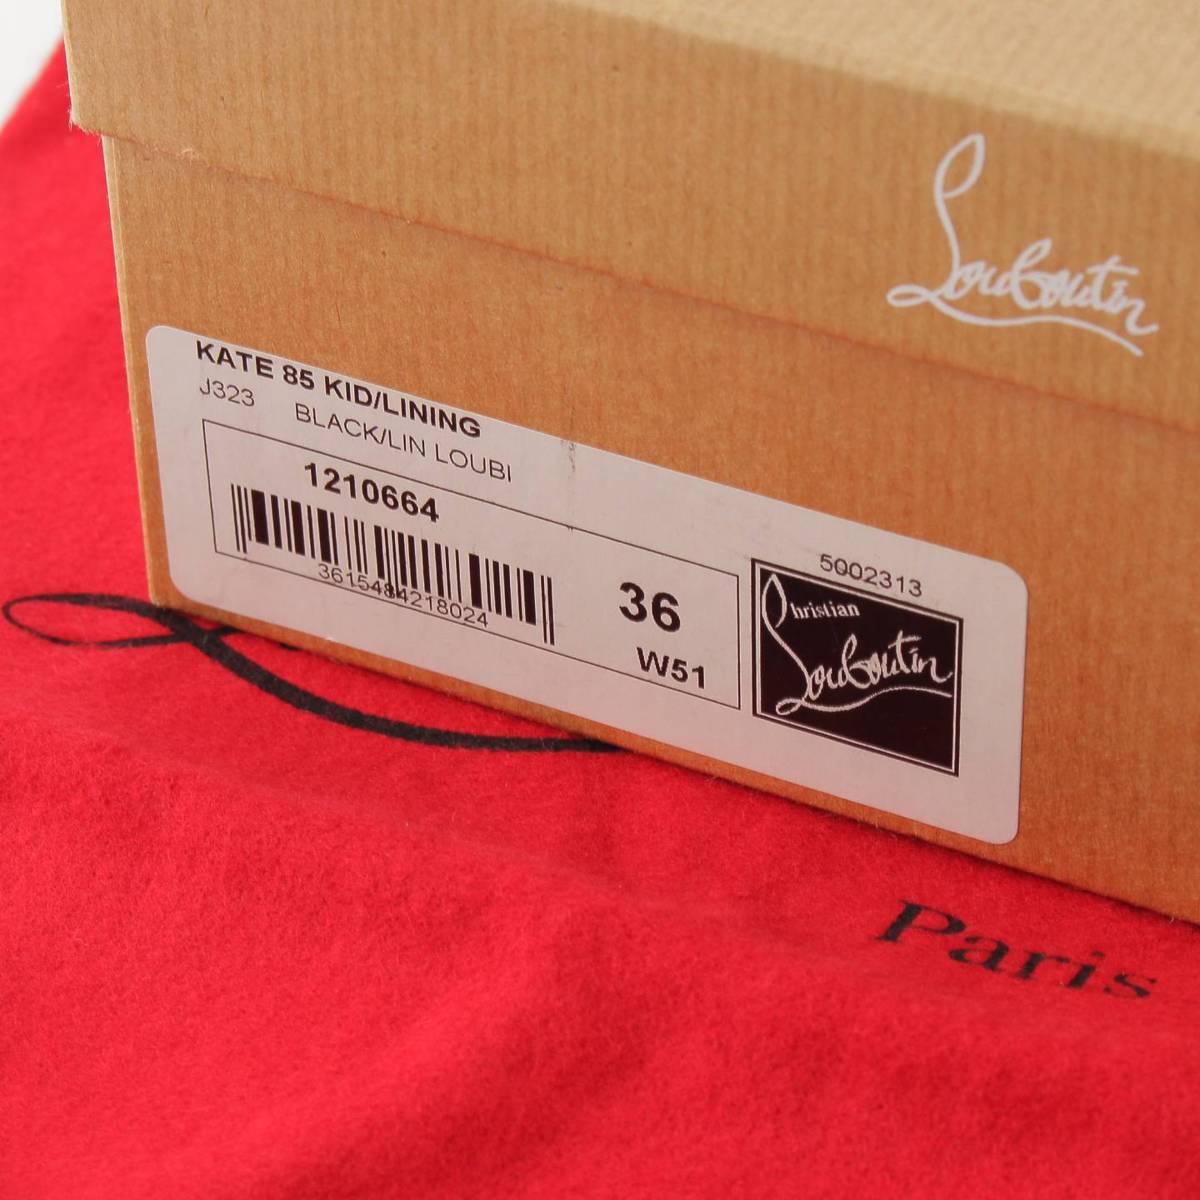 Louboutin
KATE 85 KID/LINING
J323 BLACK/LIN LOUBI
1210664
3615484218024
36
W51
5002313
Christian
Louboutin
Paris